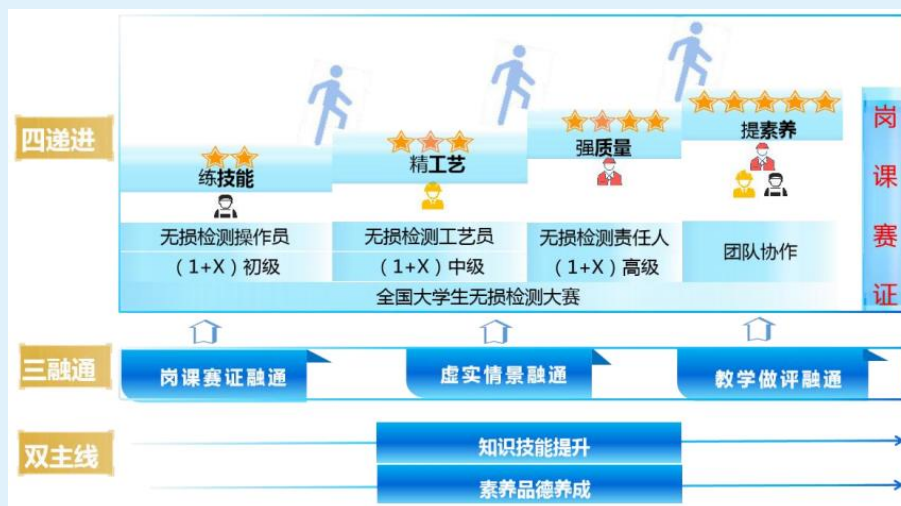 四递进
练技能
精工艺
强质量
提素养
无损检测操作员
（1+X）初级
无损检测工艺员
（1+X）中级
无损检测责任人
（1+X）高级
团队协作
全国大学生无损检测大赛
岗
课
赛
证
三融通
岗课赛证融通
虚实情景融通
教学做评融通
双主线
知识技能提升
素养品德养成